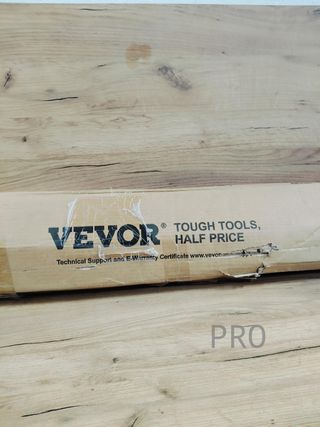 VEVOR® TOUGH TOOLS,
HALF PRICE
Technical Support and E-Warranty Certificate www.vevor
PRO